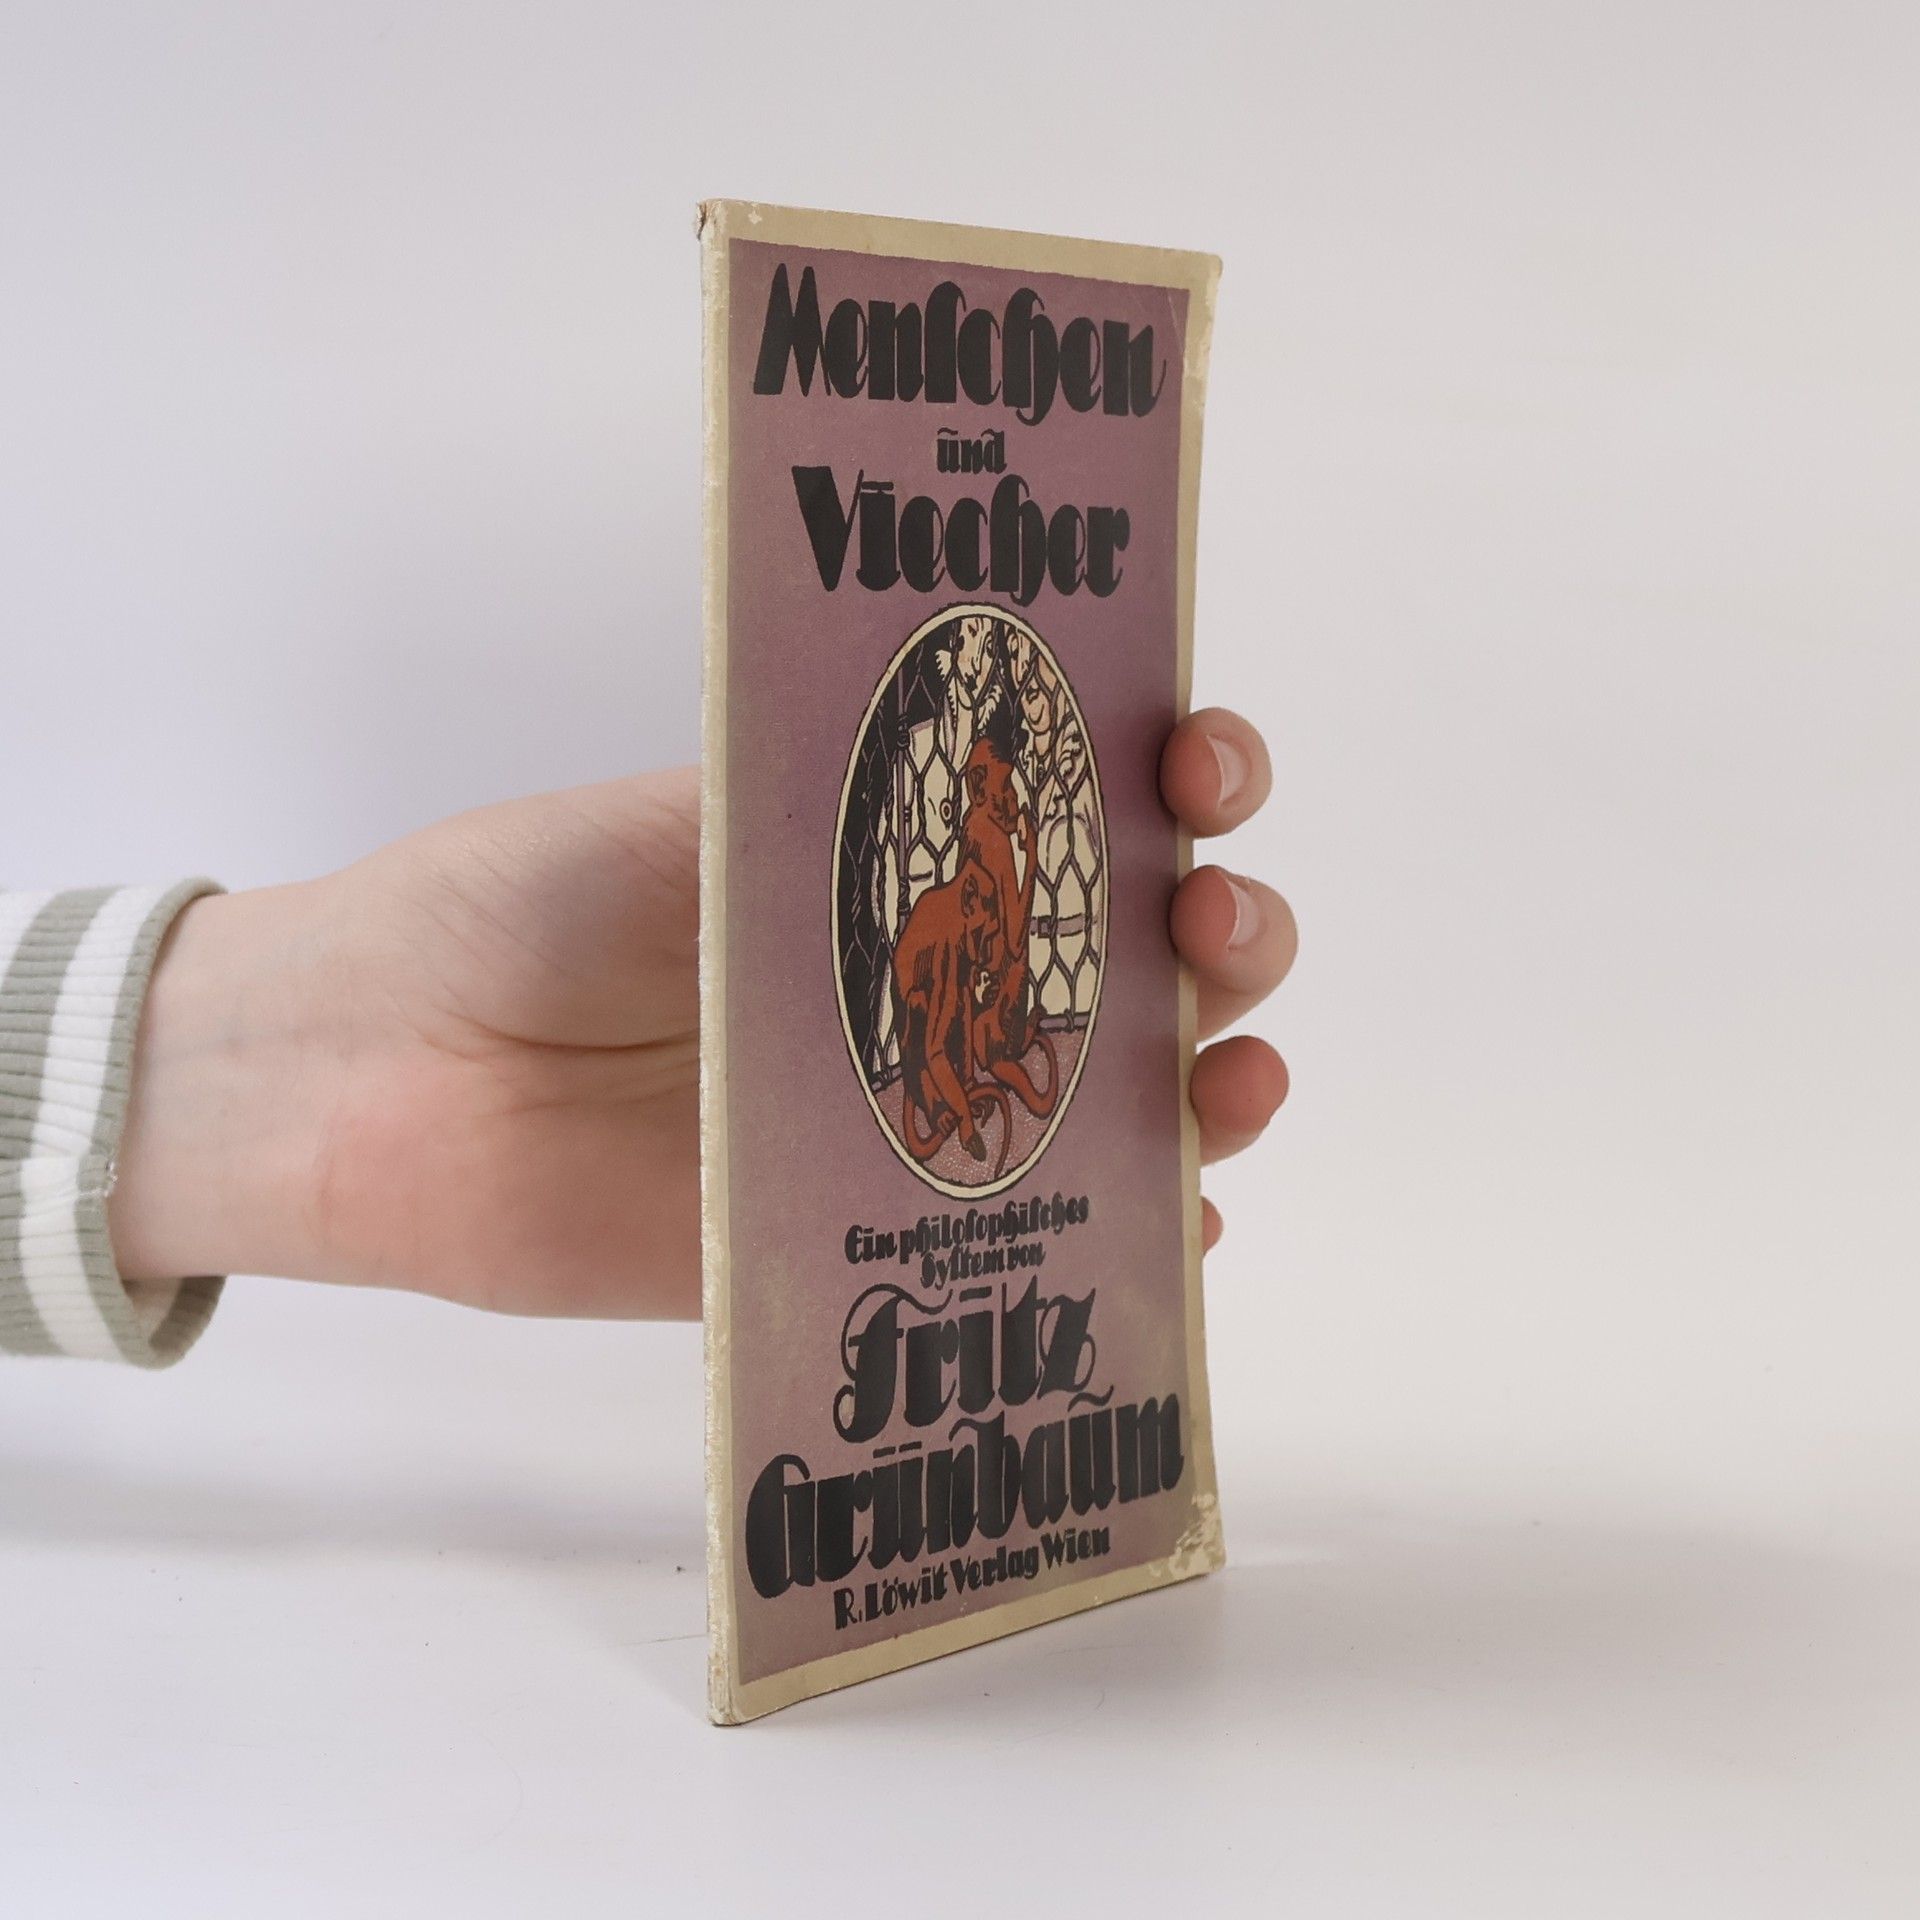 Menſchen
und
Viecher
Ein philoſophiſches
Syſtem von
Fritz
Grünbaum
R. Löwit Verlag Wien